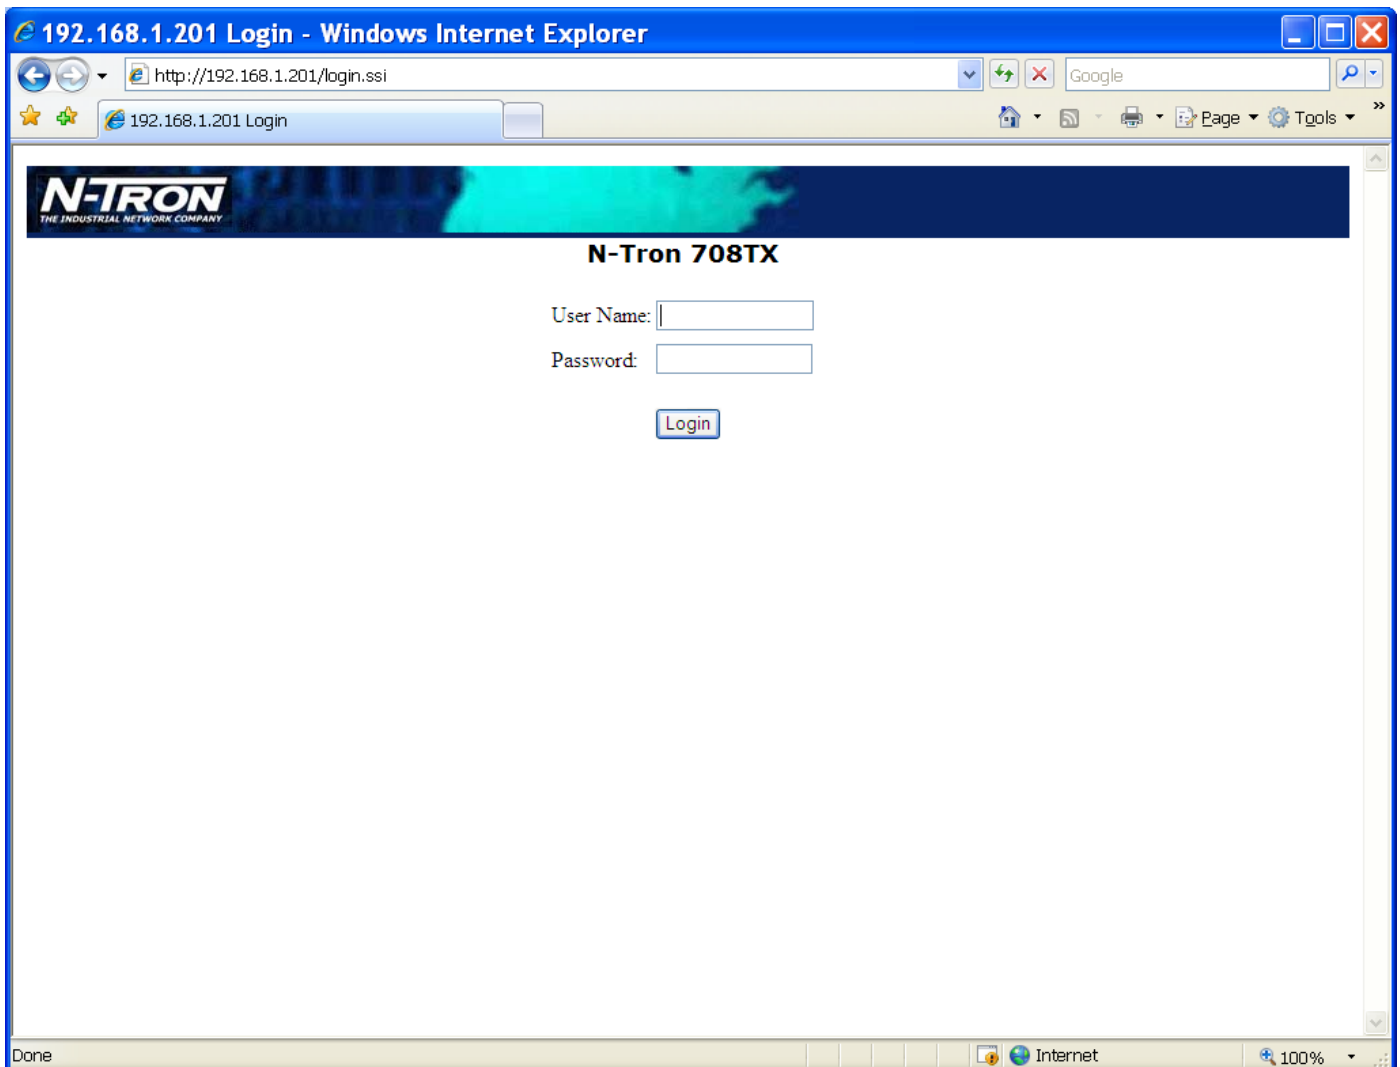 192.168.1.201 Login - Windows Internet Explorer
http://192.168.1.201/login.ssi
Google
192.168.1.201 Login
Page
Tools
»
N-TRON
THE INDUSTRIAL NETWORK COMPANY
N-Tron 708TX
User Name:
Password:
Login
Done
Internet
100%